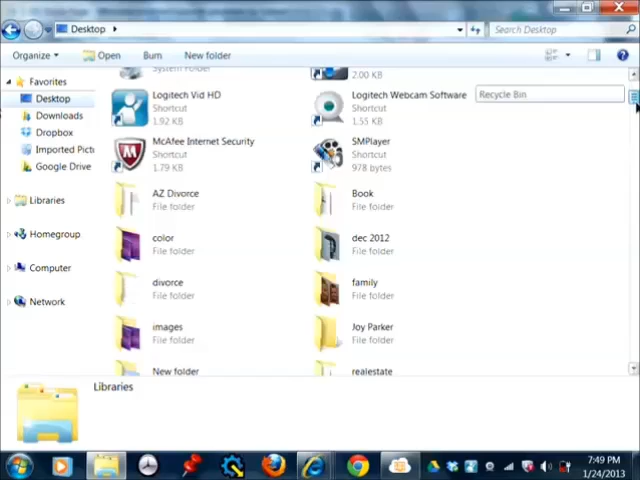 Desktop
Search Desktop
Organize
Open
Burn
New folder
Favorites
Desktop
Downloads
Dropbox
Imported Pict
Google Drive
Libraries
Homegroup
Computer
Network
System Folder
2.00 KB
Logitech Vid HD
Shortcut
1.92 KB
Logitech Webcam Software
Shortcut
1.55 KB
Recycle Bin
McAfee Internet Security
Shortcut
1.79 KB
SMPlayer
Shortcut
978 bytes
AZ Divorce
File folder
Book
File folder
color
File folder
dec 2012
File folder
divorce
File folder
family
File folder
images
File folder
Joy Parker
File folder
New folder
realestate
Libraries
7:49 PM
1/24/2013